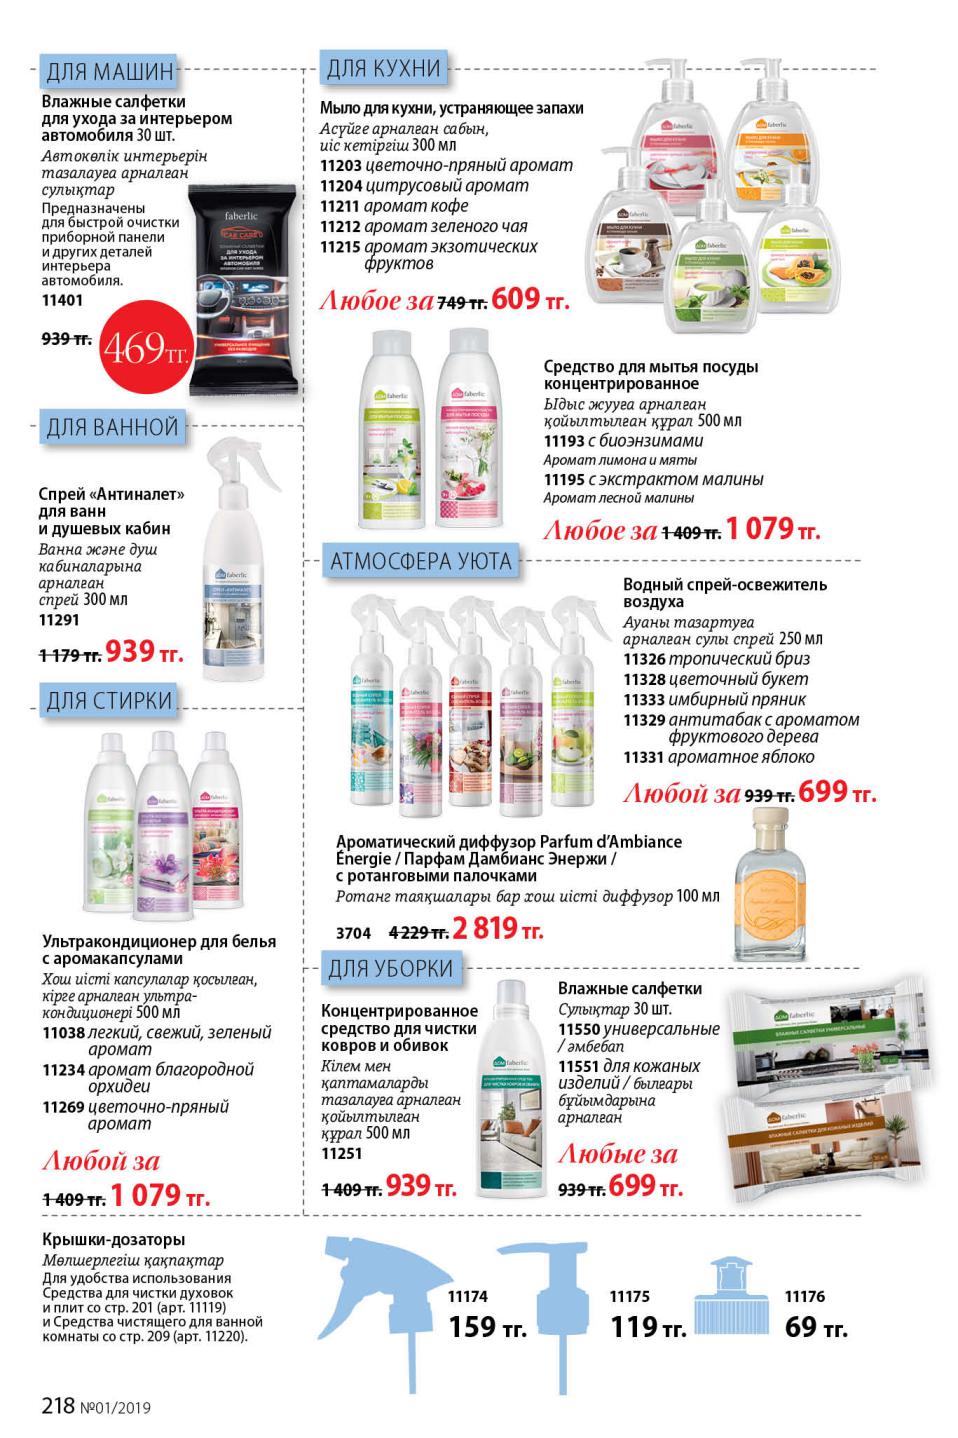 ДЛЯ МАШИН
Влажные салфетки
для ухода за интерьером
автомобиля 30 шт.
Автокөлік интерьерін
тазалауға арналған
сулықтар
Предназначены
для быстрой очистки
приборной панели
и других деталей
интерьера
автомобиля.
11401
939 тг.
469 тг.
faberlic
CAR CARE
ДЛЯ УХОДА
ЗА ИНТЕРЬЕРОМ
АВТОМОБИЛЯ
ДЛЯ КУХНИ
Мыло для кухни, устраняющее запахи
Асүйге арналған сабын,
иіс кетіргіш 300 мл
11203 цветочно-пряный аромат
11204 цитрусовый аромат
11211 аромат кофе
11212 аромат зеленого чая
11215 аромат экзотических
фруктов
Любое за 749 тг. 609 тг.
Средство для мытья посуды
концентрированное
Ыдыс жууға арналған
қойылтылған құрал 500 мл
11193 с биоэнзимами
Аромат лимона и мяты
11195 с экстрактом малины
Аромат лесной малины
Любое за 1 409 тг. 1 079 тг.
ДЛЯ ВАННОЙ
Спрей «Антиналет»
для ванн
и душевых кабин
Ванна және душ
кабиналарына
арналған
спрей 300 мл
11291
1 179 тг. 939 тг.
АТМОСФЕРА УЮТА
Водный спрей-освежитель
воздуха
Ауаны тазартуға
арналған сулы спрей 250 мл
11326 тропический бриз
11328 цветочный букет
11333 имбирный пряник
11329 антитабак с ароматом
фруктового дерева
11331 ароматное яблоко
Любой за 939 тг. 699 тг.
Ароматический диффузор Parfum d’Ambiance
Énergie / Парфам Дамбианс Энержи /
с ротанговыми палочками
Ротанг таяқшалары бар хош иісті диффузор 100 мл
3704 4 229 тг. 2 819 тг.
ДЛЯ СТИРКИ
Ультракондиционер для белья
с аромакапсулами
Хош иісті капсулалар қосылған,
кірге арналған ультра-
кондиционері 500 мл
11038 легкий, свежий, зеленый
аромат
11234 аромат благородной
орхидеи
11269 цветочно-пряный
аромат
Любой за
1 409 тг. 1 079 тг.
ДЛЯ УБОРКИ
Концентрированное
средство для чистки
ковров и обивок
Кілем мен
қаптамаларды
тазалауға арналған
қойылтылған
құрал 500 мл
11251
1 409 тг. 939 тг.
Влажные салфетки
Сулықтар 30 шт.
11550 универсальные
/ әмбебап
11551 для кожаных
изделий / былғары
бұйымдарына
арналған
Любые за
939 тг. 699 тг.
ДОМ faberlic
ВЛАЖНЫЕ САЛФЕТКИ УНИВЕРСАЛЬНЫЕ
ДОМ faberlic
ВЛАЖНЫЕ САЛФЕТКИ ДЛЯ КОЖАНЫХ ИЗДЕЛИЙ
Крышки-дозаторы
Мөлшерлегіш қақпақтар
Для удобства использования
Средства для чистки духовок
и плит со стр. 201 (арт. 11119)
и Средства чистящего для ванной
комнаты со стр. 209 (арт. 11220).
11174
159 тг.
11175
119 тг.
11176
69 тг.
218 №01/2019